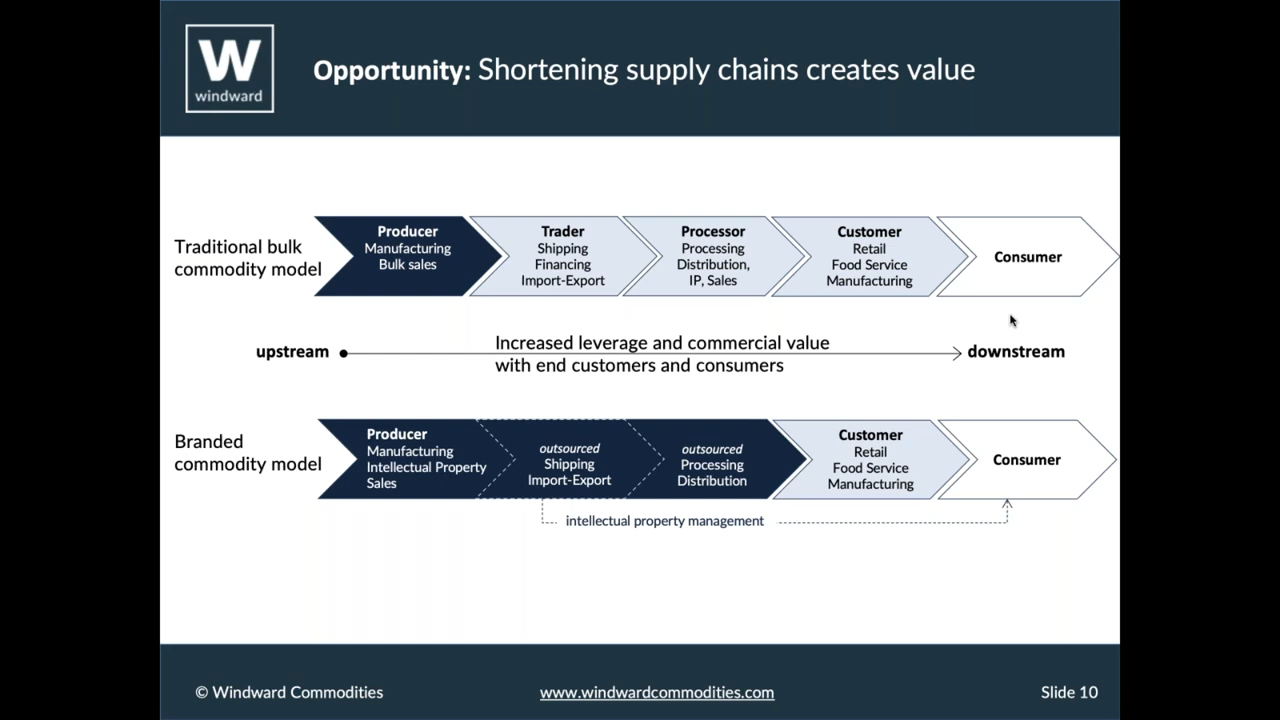 W
windward
Opportunity: Shortening supply chains creates value
Traditional bulk
commodity model
Producer
Manufacturing
Bulk sales
Trader
Shipping
Financing
Import-Export
Processor
Processing
Distribution,
IP, Sales
Customer
Retail
Food Service
Manufacturing
Consumer
upstream
Increased leverage and commercial value
with end customers and consumers
downstream
Branded
commodity model
Producer
Manufacturing
Intellectual Property
Sales
outsourced
Shipping
Import-Export
outsourced
Processing
Distribution
Customer
Retail
Food Service
Manufacturing
Consumer
intellectual property management
© Windward Commodities
www.windwardcommodities.com
Slide 10